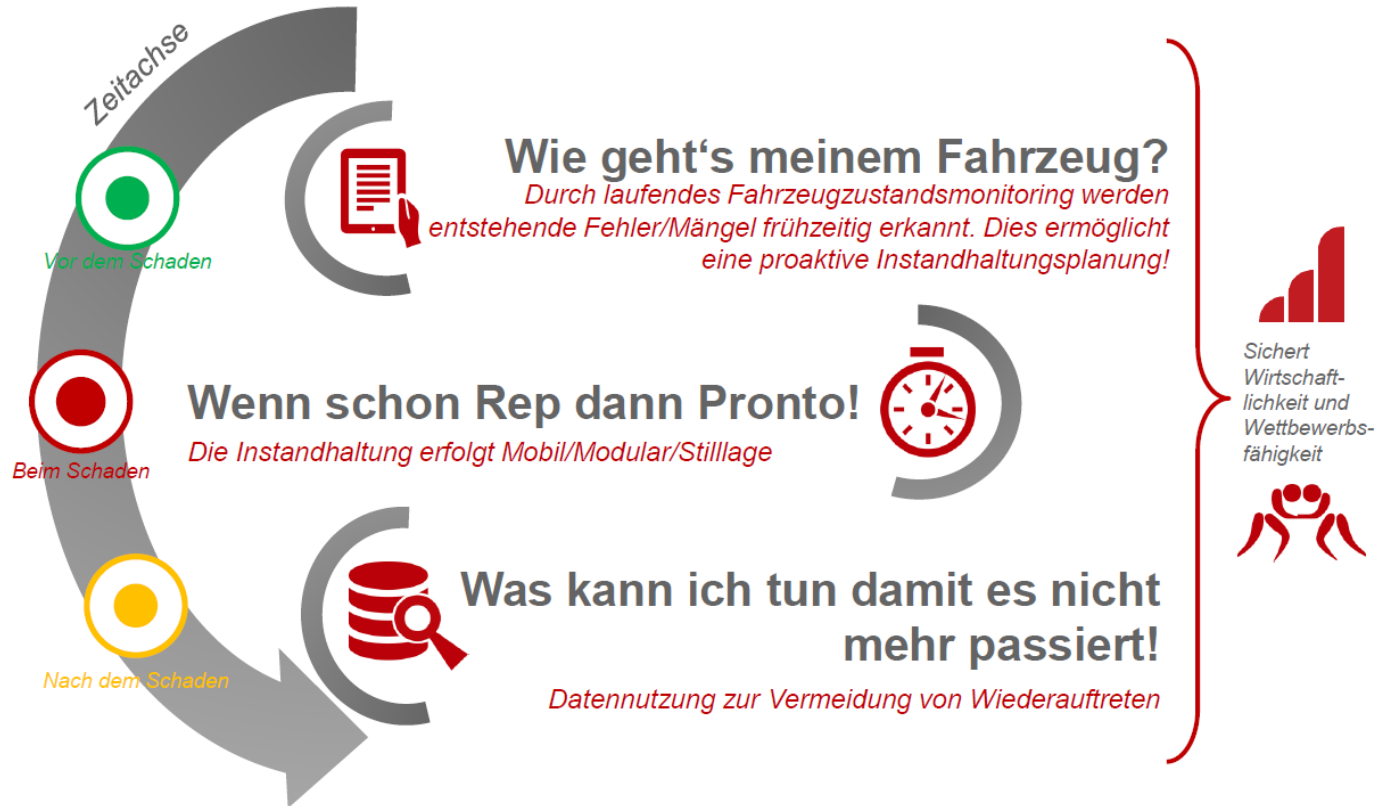 Zeitachse
Wie geht‘s meinem Fahrzeug?
Durch laufendes Fahrzeugzustandsmonitoring werden
entstehende Fehler/Mängel frühzeitig erkannt. Dies ermöglicht
eine proaktive Instandhaltungsplanung!
Vor dem Schaden
Wenn schon Rep dann Pronto!
Die Instandhaltung erfolgt Mobil/Modular/Stilllage
Beim Schaden
Was kann ich tun damit es nicht
mehr passiert!
Datennutzung zur Vermeidung von Wiederauftreten
Nach dem Schaden
Sichert
Wirtschaft-
lichkeit und
Wettbewerbs-
fähigkeit